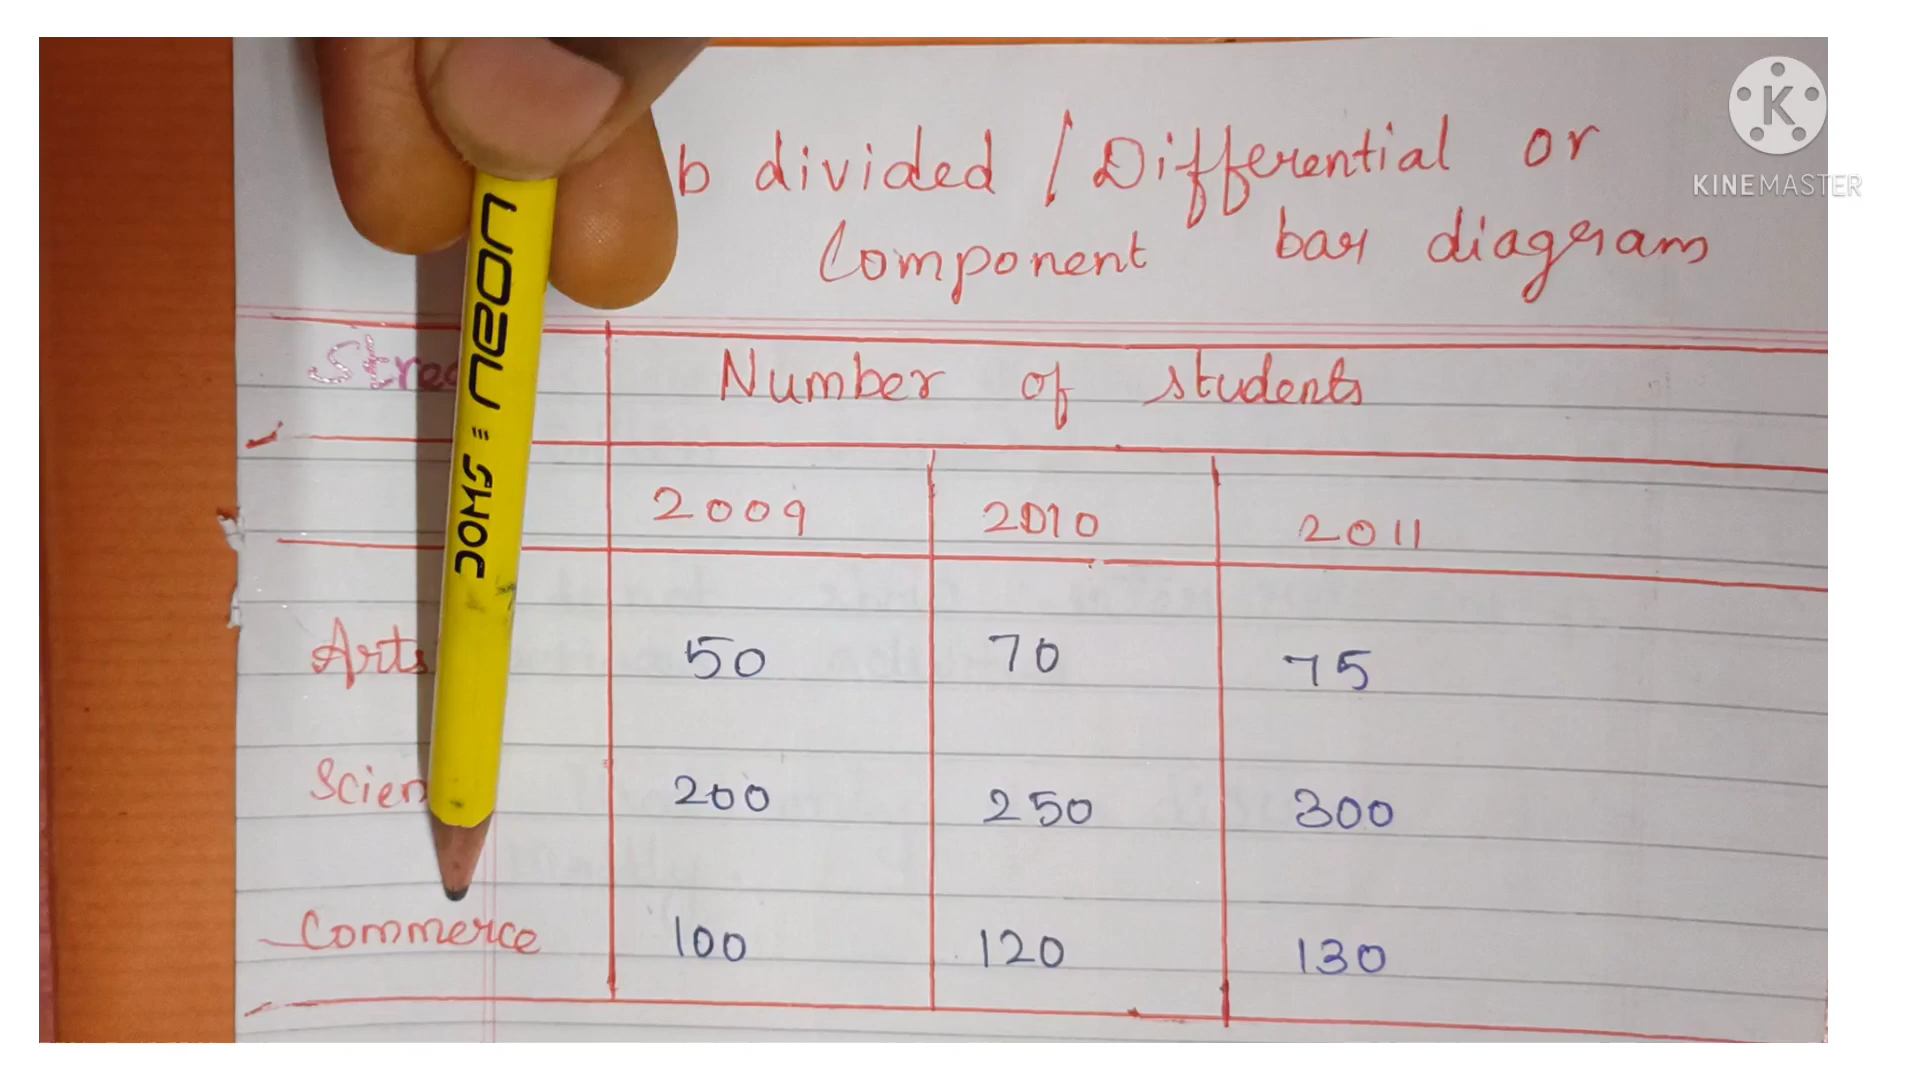 b divided / Differential or
Component bar diagram
Number of students
2009 2010 2011
Arts 50 70 75
200 250 300
Commerce 100 120 130
DOMS neon
K
KINEMASTER